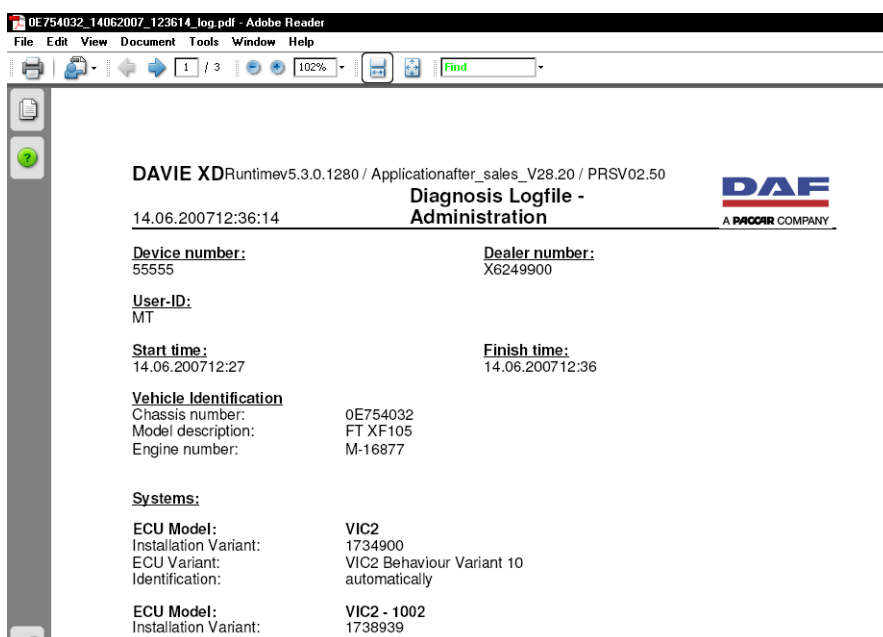 0E754032_14062007_123614_log.pdf - Adobe Reader
File Edit View Document Tools Window Help
1 / 3 102% Find
DAVIE XDRuntimev5.3.0.1280 / Applicationafter_sales_V28.20 / PRSV02.50
Diagnosis Logfile -
14.06.200712:36:14 Administration
DAF
A PACCAR COMPANY
Device number: Dealer number:
55555 X6249900
User-ID:
MT
Start time: Finish time:
14.06.200712:27 14.06.200712:36
Vehicle Identification
Chassis number: 0E754032
Model description: FT XF105
Engine number: M-16877
Systems:
ECU Model: VIC2
Installation Variant: 1734900
ECU Variant: VIC2 Behaviour Variant 10
Identification: automatically
ECU Model: VIC2 - 1002
Installation Variant: 1738939